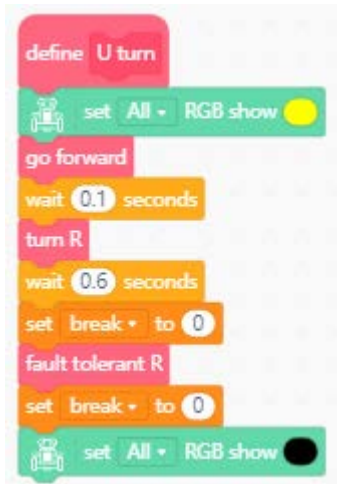 define U turn
set All RGB show
go forward
wait 0.1 seconds
turn R
wait 0.6 seconds
set break to 0
fault tolerant R
set break to 0
set All RGB show